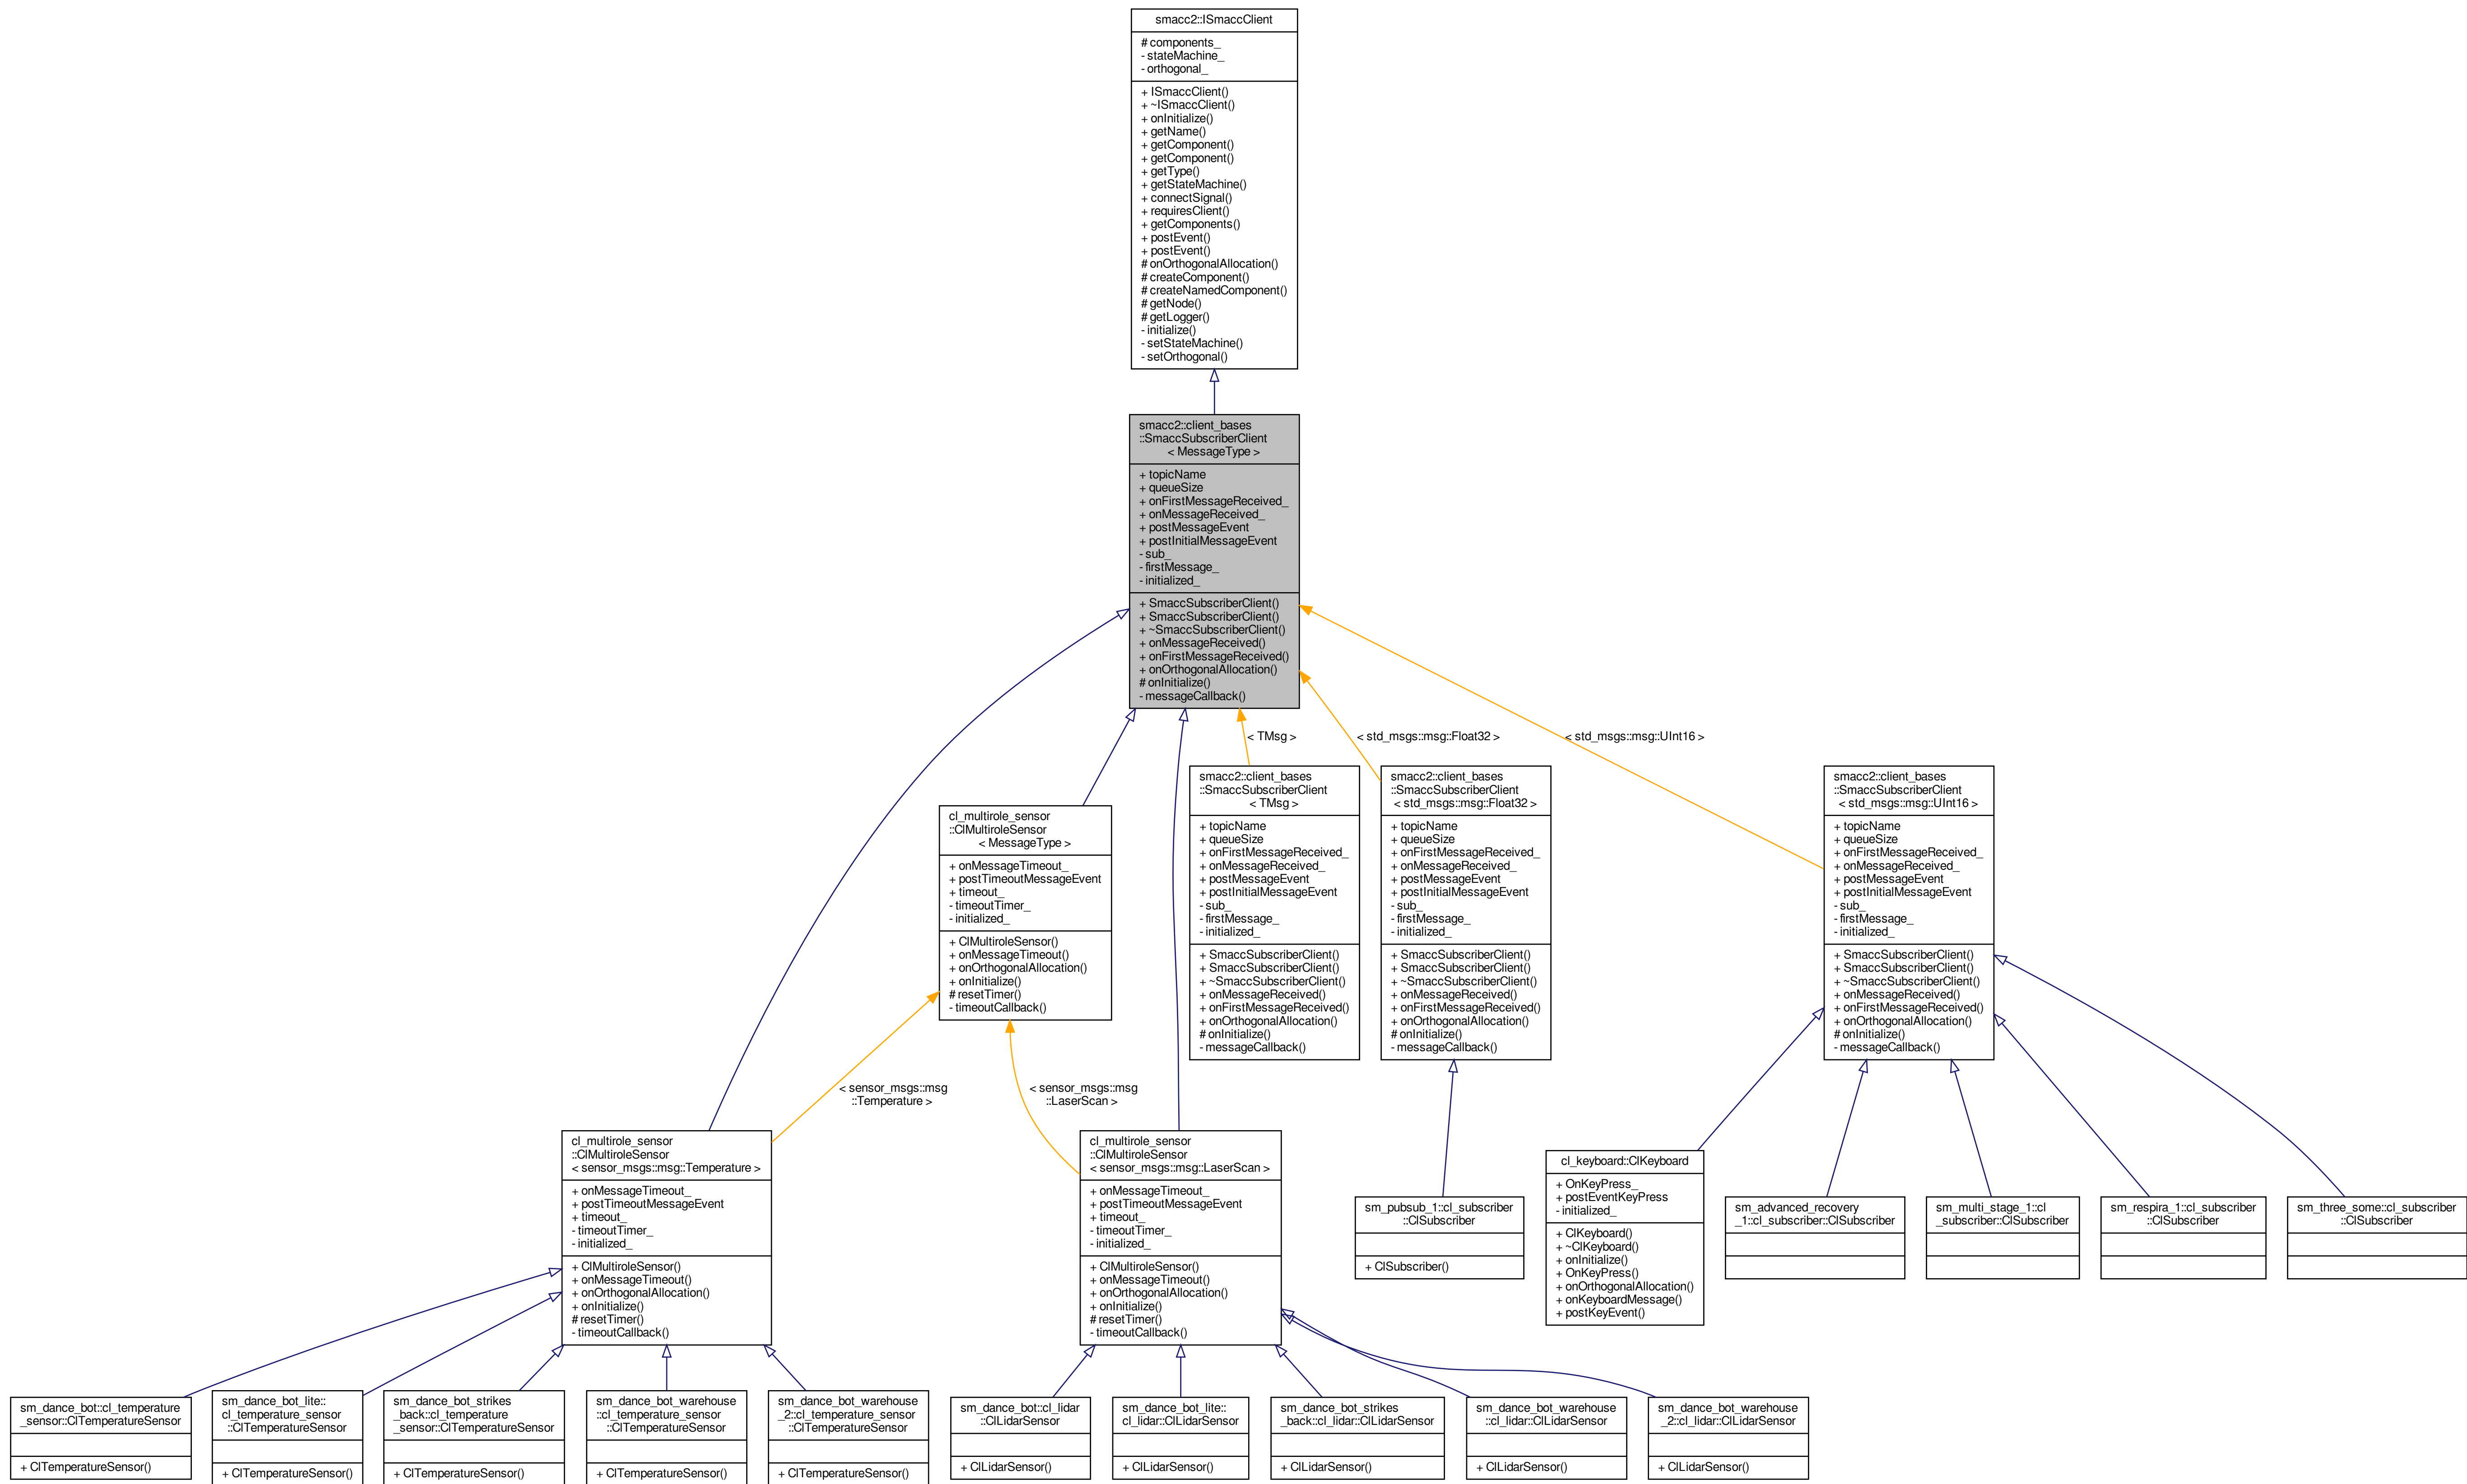 smacc2::ISmaccClient
# components_
- stateMachine_
- orthogonal_
+ ISmaccClient()
+ ~ISmaccClient()
+ onInitialize()
+ getName()
+ getComponent()
+ getComponent()
+ getType()
+ getStateMachine()
+ connectSignal()
+ requiresClient()
+ getComponents()
+ postEvent()
+ postEvent()
# onOrthogonalAllocation()
# createComponent()
# createNamedComponent()
# getNode()
# getLogger()
- initialize()
- setStateMachine()
- setOrthogonal()
smacc2::client_bases
::SmaccSubscriberClient
< MessageType >
+ topicName
+ queueSize
+ onFirstMessageReceived_
+ onMessageReceived_
+ postMessageEvent
+ postInitialMessageEvent
- sub_
- firstMessage_
- initialized_
+ SmaccSubscriberClient()
+ SmaccSubscriberClient()
+ ~SmaccSubscriberClient()
+ onMessageReceived()
+ onFirstMessageReceived()
+ onOrthogonalAllocation()
# onInitialize()
- messageCallback()
< TMsg >
< std_msgs::msg::Float32 >
< std_msgs::msg::UInt16 >
cl_multirole_sensor
::ClMultiroleSensor
< MessageType >
+ onMessageTimeout_
+ postTimeoutMessageEvent
+ timeout_
- timeoutTimer_
- initialized_
+ ClMultiroleSensor()
+ onMessageTimeout()
+ onOrthogonalAllocation()
+ onInitialize()
# resetTimer()
- timeoutCallback()
smacc2::client_bases
::SmaccSubscriberClient
< TMsg >
+ topicName
+ queueSize
+ onFirstMessageReceived_
+ onMessageReceived_
+ postMessageEvent
+ postInitialMessageEvent
- sub_
- firstMessage_
- initialized_
+ SmaccSubscriberClient()
+ SmaccSubscriberClient()
+ ~SmaccSubscriberClient()
+ onMessageReceived()
+ onFirstMessageReceived()
+ onOrthogonalAllocation()
# onInitialize()
- messageCallback()
smacc2::client_bases
::SmaccSubscriberClient
< std_msgs::msg::Float32 >
+ topicName
+ queueSize
+ onFirstMessageReceived_
+ onMessageReceived_
+ postMessageEvent
+ postInitialMessageEvent
- sub_
- firstMessage_
- initialized_
+ SmaccSubscriberClient()
+ SmaccSubscriberClient()
+ ~SmaccSubscriberClient()
+ onMessageReceived()
+ onFirstMessageReceived()
+ onOrthogonalAllocation()
# onInitialize()
- messageCallback()
smacc2::client_bases
::SmaccSubscriberClient
< std_msgs::msg::UInt16 >
+ topicName
+ queueSize
+ onFirstMessageReceived_
+ onMessageReceived_
+ postMessageEvent
+ postInitialMessageEvent
- sub_
- firstMessage_
- initialized_
+ SmaccSubscriberClient()
+ SmaccSubscriberClient()
+ ~SmaccSubscriberClient()
+ onMessageReceived()
+ onFirstMessageReceived()
+ onOrthogonalAllocation()
# onInitialize()
- messageCallback()
< sensor_msgs::msg
::Temperature >
< sensor_msgs::msg
::LaserScan >
cl_multirole_sensor
::ClMultiroleSensor
< sensor_msgs::msg::Temperature >
+ onMessageTimeout_
+ postTimeoutMessageEvent
+ timeout_
- timeoutTimer_
- initialized_
+ ClMultiroleSensor()
+ onMessageTimeout()
+ onOrthogonalAllocation()
+ onInitialize()
# resetTimer()
- timeoutCallback()
cl_multirole_sensor
::ClMultiroleSensor
< sensor_msgs::msg::LaserScan >
+ onMessageTimeout_
+ postTimeoutMessageEvent
+ timeout_
- timeoutTimer_
- initialized_
+ ClMultiroleSensor()
+ onMessageTimeout()
+ onOrthogonalAllocation()
+ onInitialize()
# resetTimer()
- timeoutCallback()
sm_pubsub_1::cl_subscriber
::ClSubscriber
+ ClSubscriber()
cl_keyboard::ClKeyboard
+ OnKeyPress_
+ postEventKeyPress
- initialized_
+ ClKeyboard()
+ ~ClKeyboard()
+ onInitialize()
+ OnKeyPress()
+ onOrthogonalAllocation()
+ onKeyboardMessage()
+ postKeyEvent()
sm_advanced_recovery
_1::cl_subscriber::ClSubscriber
sm_multi_stage_1::cl
_subscriber::ClSubscriber
sm_respira_1::cl_subscriber
::ClSubscriber
sm_three_some::cl_subscriber
::ClSubscriber
sm_dance_bot::cl_temperature
_sensor::ClTemperatureSensor
+ ClTemperatureSensor()
sm_dance_bot_lite::
cl_temperature_sensor
::ClTemperatureSensor
+ ClTemperatureSensor()
sm_dance_bot_strikes
_back::cl_temperature
_sensor::ClTemperatureSensor
+ ClTemperatureSensor()
sm_dance_bot_warehouse
::cl_temperature_sensor
::ClTemperatureSensor
+ ClTemperatureSensor()
sm_dance_bot_warehouse
_2::cl_temperature_sensor
::ClTemperatureSensor
+ ClTemperatureSensor()
sm_dance_bot::cl_lidar
::ClLidarSensor
+ ClLidarSensor()
sm_dance_bot_lite::
cl_lidar::ClLidarSensor
+ ClLidarSensor()
sm_dance_bot_strikes
_back::cl_lidar::ClLidarSensor
+ ClLidarSensor()
sm_dance_bot_warehouse
::cl_lidar::ClLidarSensor
+ ClLidarSensor()
sm_dance_bot_warehouse
_2::cl_lidar::ClLidarSensor
+ ClLidarSensor()